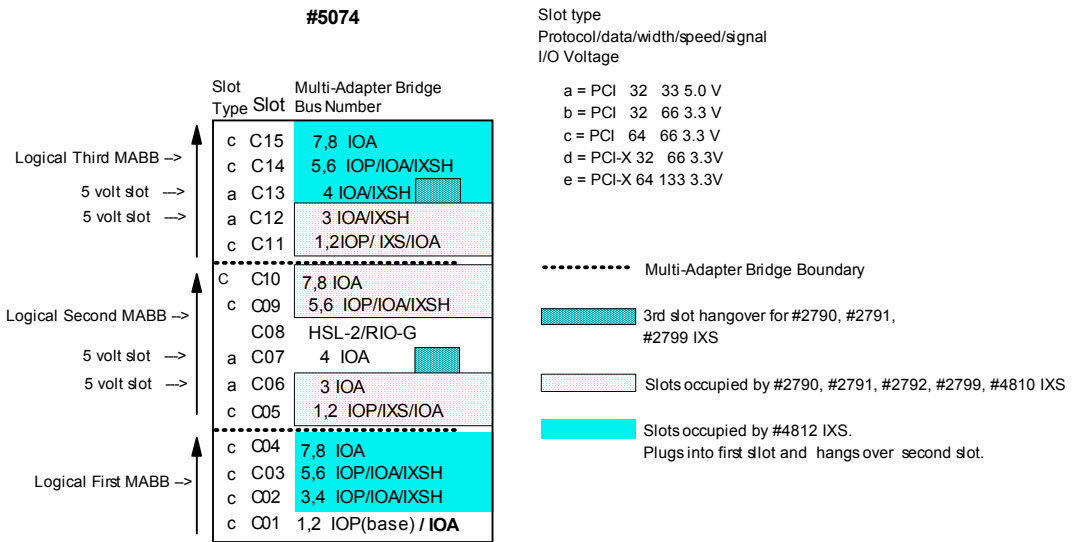 #5074
Slot type
Protocol/data/width/speed/signal
I/O Voltage
a = PCI 32 33 5.0 V
b = PCI 32 66 3.3 V
c = PCI 64 66 3.3 V
d = PCI-X 32 66 3.3V
e = PCI-X 64 133 3.3V
Slot Multi-Adapter Bridge
Type Slot Bus Number
c C15 7,8 IOA
Logical Third MABB -->
c C14 5,6 IOP/IOA/IXSH
5 volt slot --->
a C13 4 IOA/IXSH
5 volt slot --->
a C12 3 IOA/IXSH
c C11 1,2IOP/ IXS/IOA
C C10 7,8 IOA
c C09 5,6 IOP/IOA/IXSH
Logical Second MABB -->
C08 HSL-2/RIO-G
5 volt slot --->
a C07 4 IOA
5 volt slot --->
a C06 3 IOA
c C05 1,2 IOP/IXS/IOA
c C04 7,8 IOA
c C03 5,6 IOP/IOA/IXSH
Logical First MABB -->
c C02 3,4 IOP/IOA/IXSH
c C01 1,2 IOP(base) / IOA
Multi-Adapter Bridge Boundary
3rd slot hangover for #2790, #2791,
#2799 IXS
Slots occupied by #2790, #2791, #2792, #2799, #4810 IXS
Slots occupied by #4812 IXS.
Plugs into first sllot and hangs over second slot.